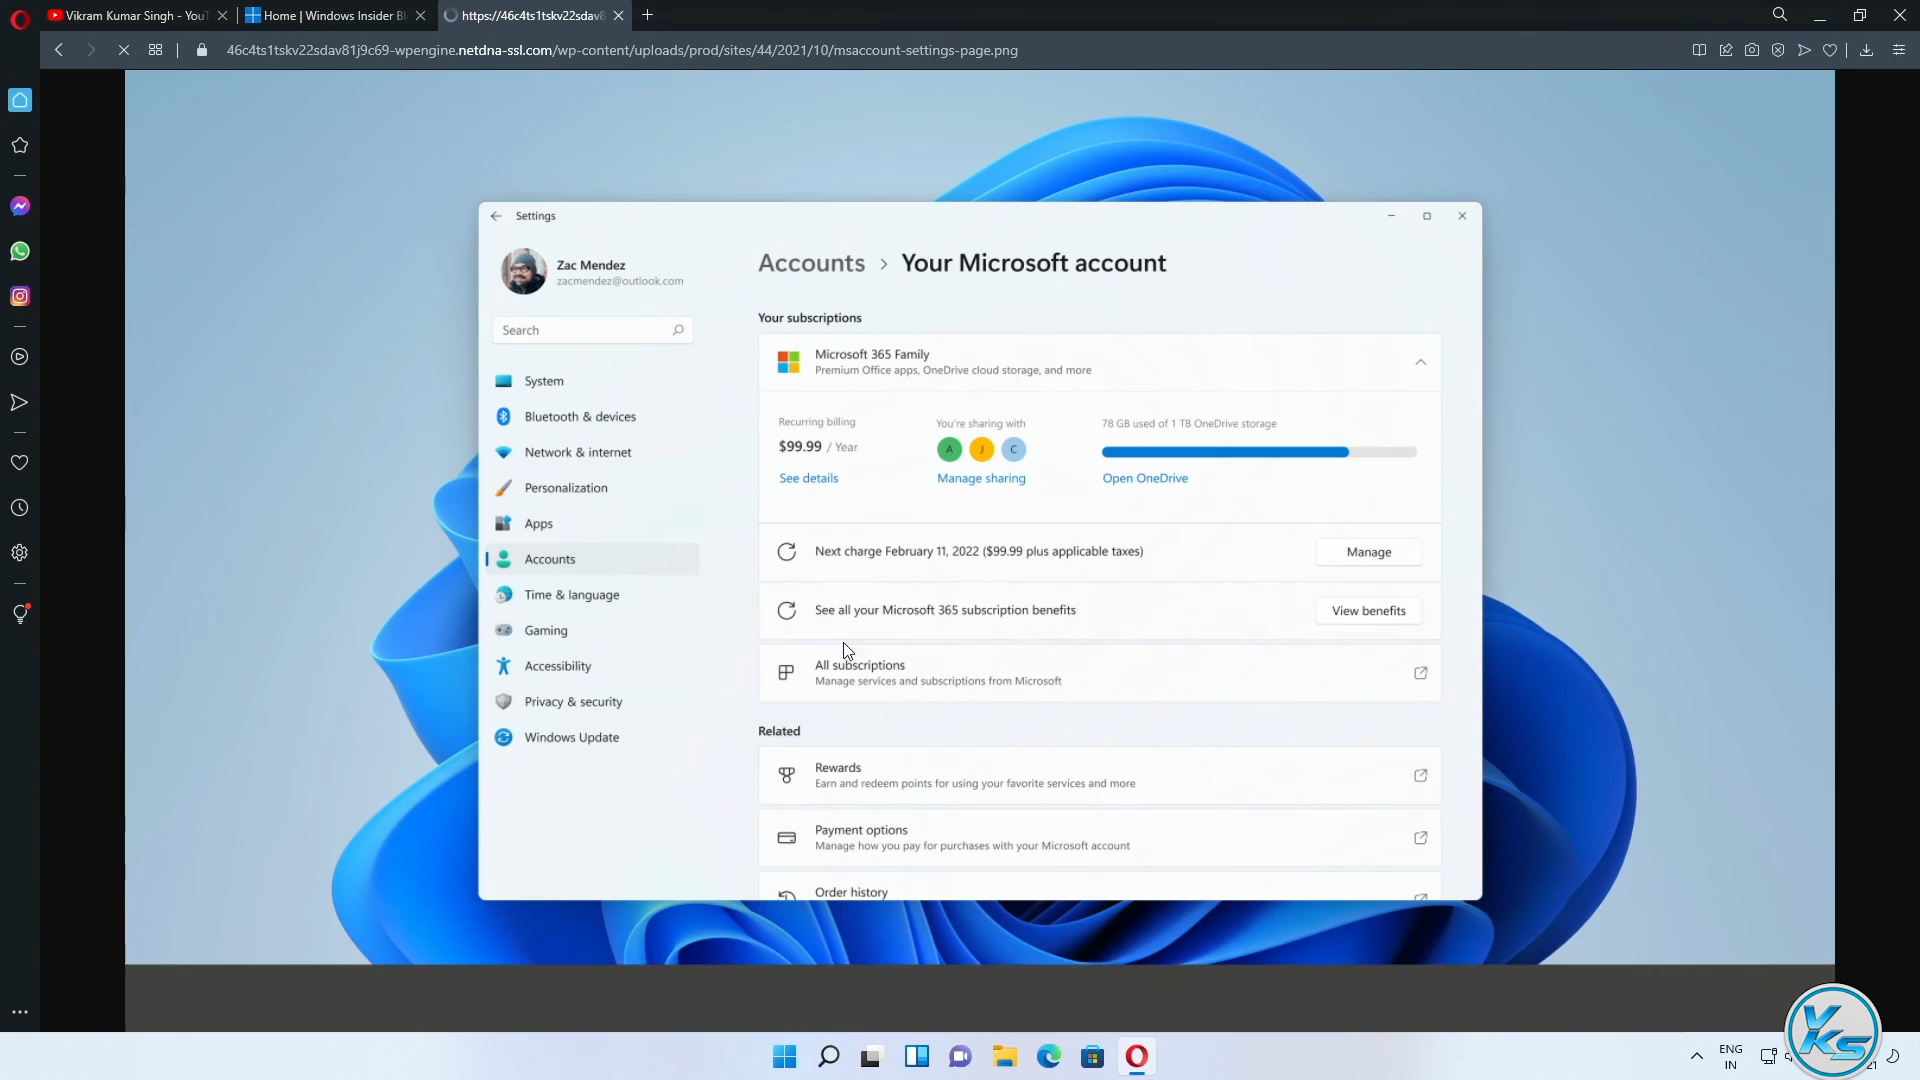 Vikram Kumar Singh - YouT
Home | Windows Insider Bl
https://46c4ts1tskv22sdav8
46c4ts1tskv22sdav81j9c69-wpengine.netdna-ssl.com/wp-content/uploads/prod/sites/44/2021/10/msaccount-settings-page.png
Settings
Zac Mendez
zacmendez@outlook.com
Search
System
Bluetooth & devices
Network & internet
Personalization
Apps
Accounts
Time & language
Gaming
Accessibility
Privacy & security
Windows Update
Accounts > Your Microsoft account
Your subscriptions
Microsoft 365 Family
Premium Office apps, OneDrive cloud storage, and more
Recurring billing
$99.99 / Year
See details
You're sharing with
A J C
Manage sharing
78 GB used of 1 TB OneDrive storage
Open OneDrive
Next charge February 11, 2022 ($99.99 plus applicable taxes)
Manage
See all your Microsoft 365 subscription benefits
View benefits
All subscriptions
Manage services and subscriptions from Microsoft
Related
Rewards
Earn and redeem points for using your favorite services and more
Payment options
Manage how you pay for purchases with your Microsoft account
Order history
ENG
IN
21
VKS